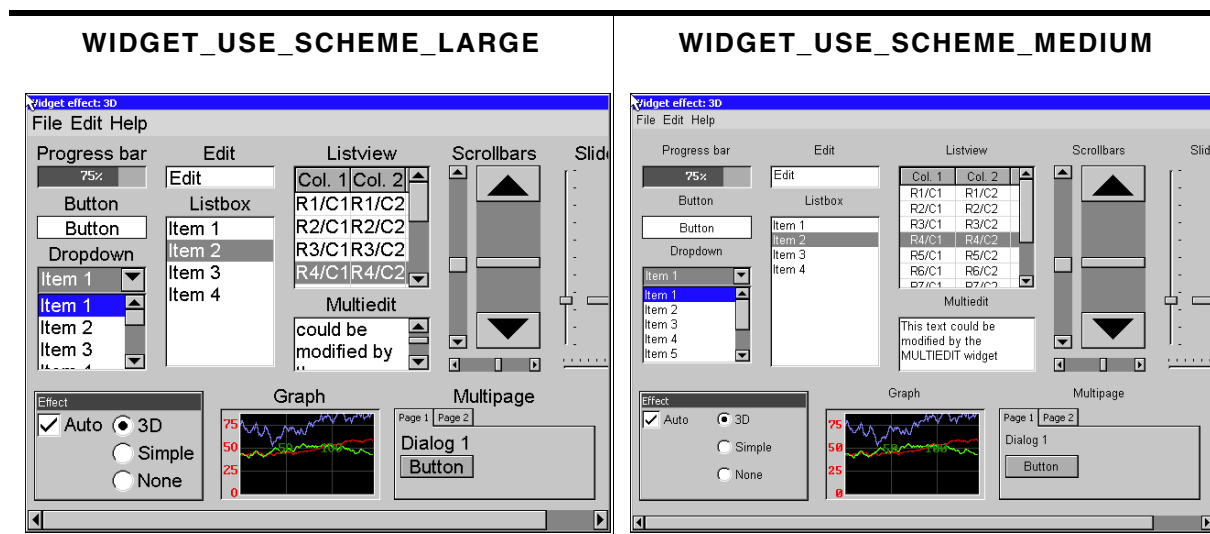 WIDGET_USE_SCHEME_LARGE
WIDGET_USE_SCHEME_MEDIUM
Widget effect: 3D
File Edit Help
Progress bar
Edit
Listview
Scrollbars
75%
Edit
Col. 1 Col. 2
Button
Listbox
R1/C1 R1/C2
Button
Item 1
R2/C1 R2/C2
Dropdown
Item 2
R3/C1 R3/C2
Item 1
Item 3
R4/C1 R4/C2
Item 1
Item 4
Multiedit
Item 2
could be
Item 3
modified by
Effect
Graph
Multipage
Auto
3D
Simple
None
75
50
25
0
50
100
Page 1
Page 2
Dialog 1
Button
Widget effect: 3D
File Edit Help
Progress bar
Edit
Listview
Scrollbars
75%
Edit
Col. 1 Col. 2
R1/C1 R1/C2
Button
Listbox
R2/C1 R2/C2
Button
Item 1
R3/C1 R3/C2
Item 2
R4/C1 R4/C2
Dropdown
Item 3
R5/C1 R5/C2
Item 1
Item 4
R6/C1 R6/C2
R7/C1 R7/C2
Item 1
Item 2
Item 3
Item 4
Item 5
Multiedit
This text could be
modified by the
MULTIEDIT widget
Effect
Graph
Multipage
Auto
3D
Simple
None
75
50
25
0
50
100
Page 1
Page 2
Dialog 1
Button